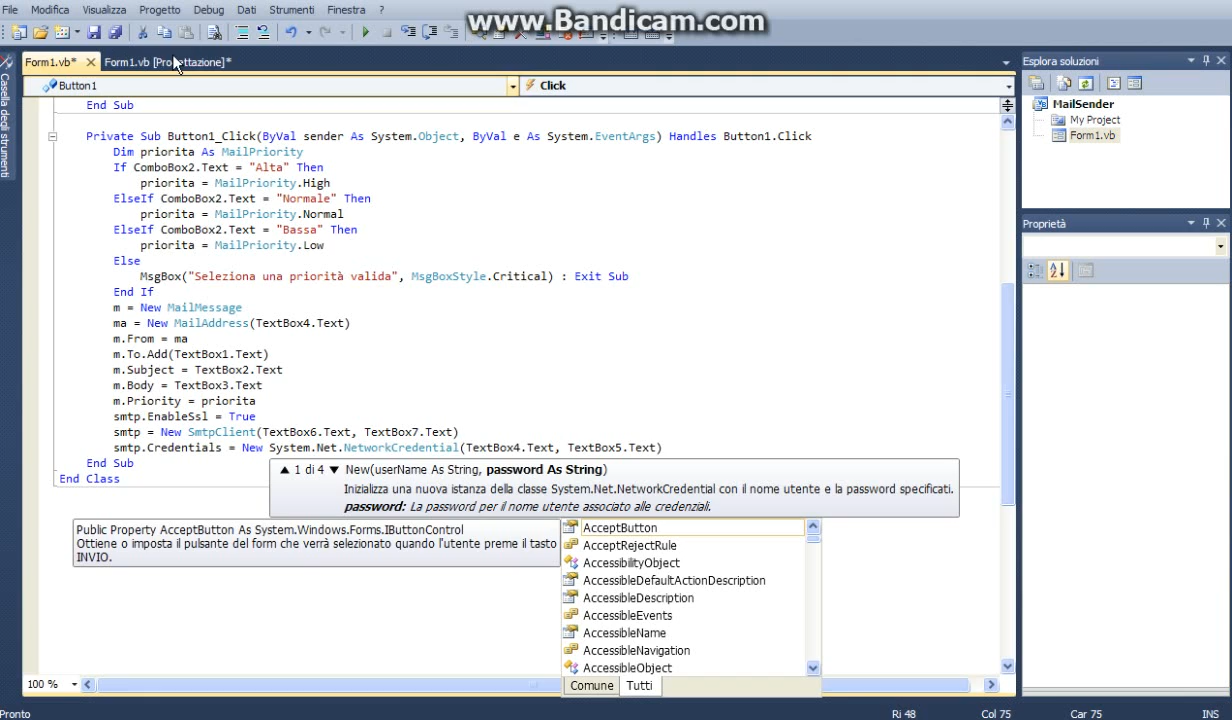 www.Bandicam.com
File Modifica Visualizza Progetto Debug Dati Strumenti Finestra ?
Form1.vb* Form1.vb [Progettazione]*
Esplora soluzioni
Button1 Click
Casella degli strumenti
MailSender
My Project
Form1.vb
Proprietà
End Sub
Private Sub Button1_Click(ByVal sender As System.Object, ByVal e As System.EventArgs) Handles Button1.Click
Dim priorita As MailPriority
If ComboBox2.Text = "Alta" Then
priorita = MailPriority.High
ElseIf ComboBox2.Text = "Normale" Then
priorita = MailPriority.Normal
ElseIf ComboBox2.Text = "Bassa" Then
priorita = MailPriority.Low
Else
MsgBox("Seleziona una priorità valida", MsgBoxStyle.Critical) : Exit Sub
End If
m = New MailMessage
ma = New MailAddress(TextBox4.Text)
m.From = ma
m.To.Add(TextBox1.Text)
m.Subject = TextBox2.Text
m.Body = TextBox3.Text
m.Priority = priorita
smtp.EnableSsl = True
smtp = New SmtpClient(TextBox6.Text, TextBox7.Text)
smtp.Credentials = New System.Net.NetworkCredential(TextBox4.Text, TextBox5.Text)
End Sub
End Class
▲ 1 di 4 ▼ New(userName As String, password As String)
Inizializza una nuova istanza della classe System.Net.NetworkCredential con il nome utente e la password specificati.
password: La password per il nome utente associato alle credenziali.
Public Property AcceptButton As System.Windows.Forms.IButtonControl
Ottiene o imposta il pulsante del form che verrà selezionato quando l'utente preme il tasto
INVIO.
AcceptButton
AcceptRejectRule
AccessibilityObject
AccessibleDefaultActionDescription
AccessibleDescription
AccessibleEvents
AccessibleName
AccessibleNavigation
AccessibleObject
Comune Tutti
100 %
Pronto Ri 48 Col 75 Car 75 INS